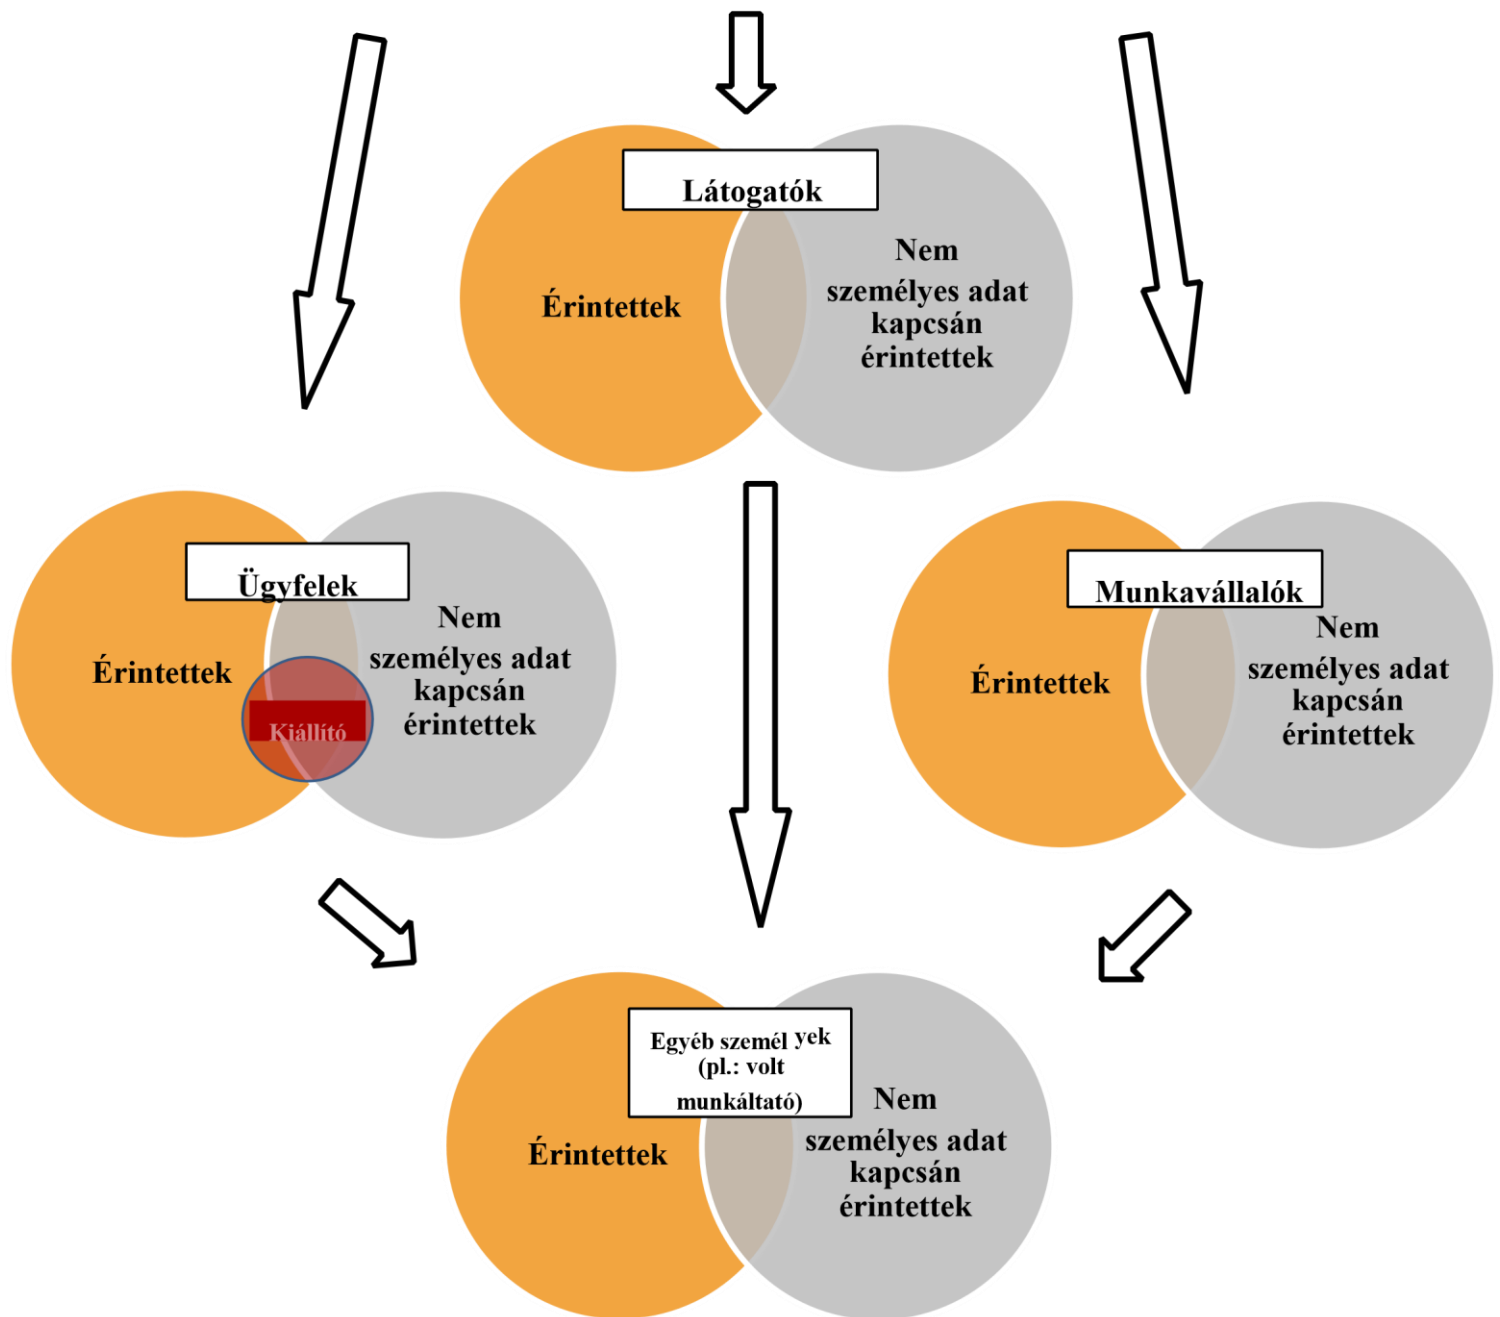 Látogatók
Érintettek
Nem
személyes adat
kapcsán
érintettek
Ügyfelek
Érintettek
Nem
személyes adat
kapcsán
érintettek
Kiállító
Munkavállalók
Érintettek
Nem
személyes adat
kapcsán
érintettek
Egyéb személ yek
(pl.: volt
munkáltató)
Érintettek
Nem
személyes adat
kapcsán
érintettek